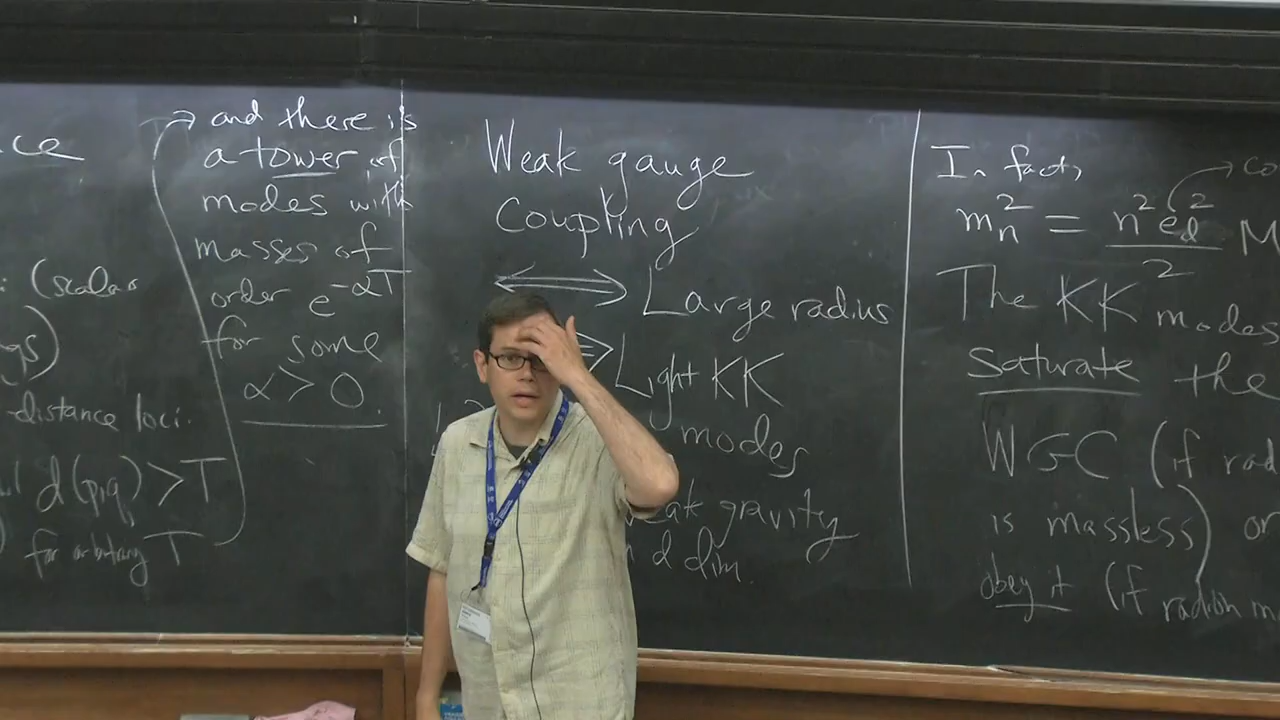 and there is
a tower of
modes with
masses of
order e^{-αT}
for some
α > 0.
: (scalar
distance loci.
d(p,q) > T
for arbitrary T
Weak gauge
Coupling
⟺ Large radius
Light KK
modes
gravity
d dim.
In fact,
m_n^2 = n^2 e_d^2 M
2
The KK modes
Saturate the
WGC (if rad
is massless) or
obey it (if radion m